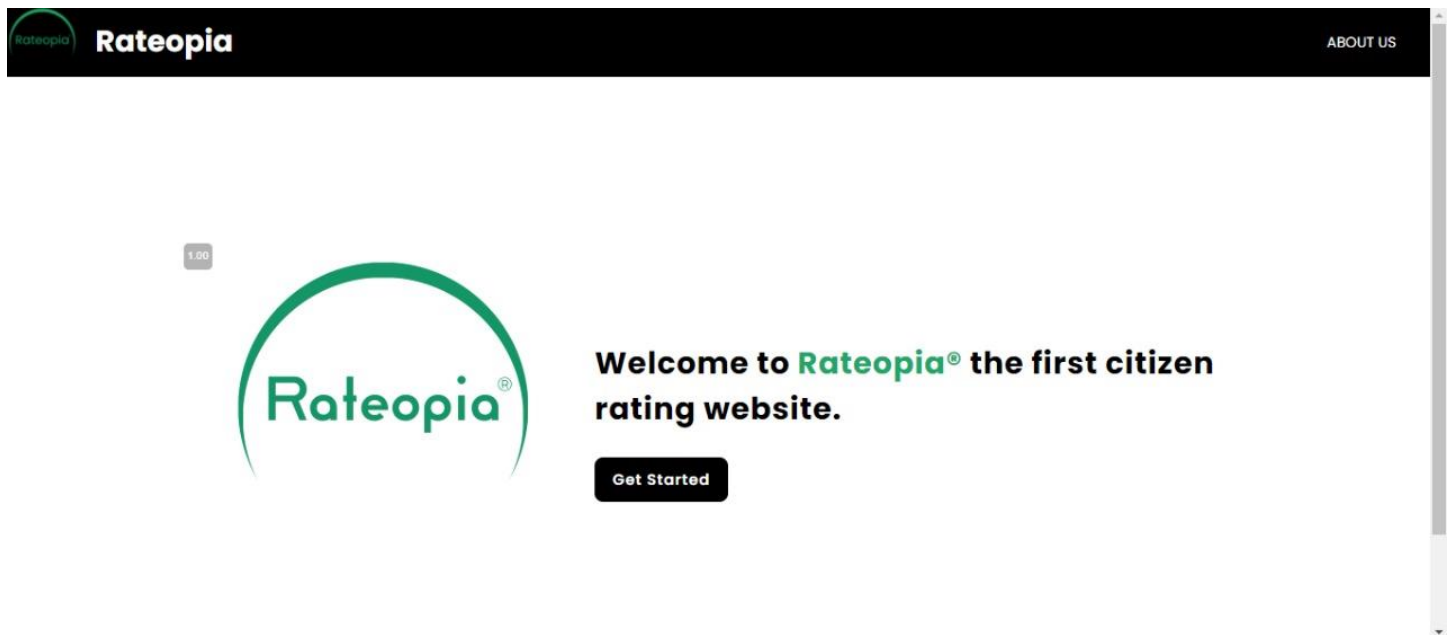 Rateopia
Rateopia
ABOUT US
1.00
Rateopia®
Welcome to Rateopia® the first citizen
rating website.
Get Started